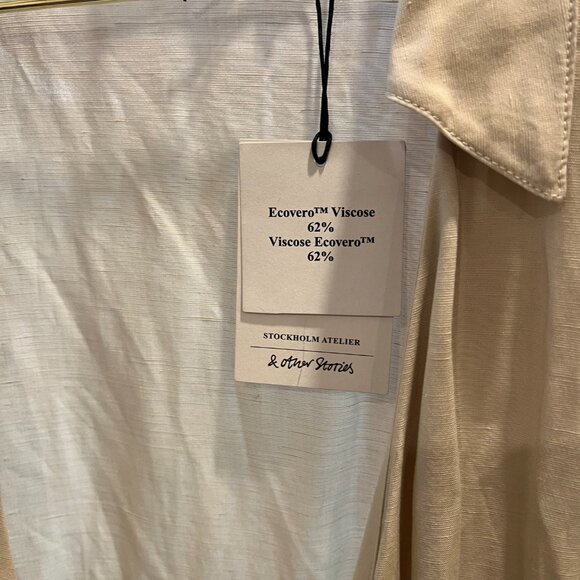 Ecovero™ Viscose
62%
Viscose Ecovero™
62%
STOCKHOLM ATELIER
& other Stories